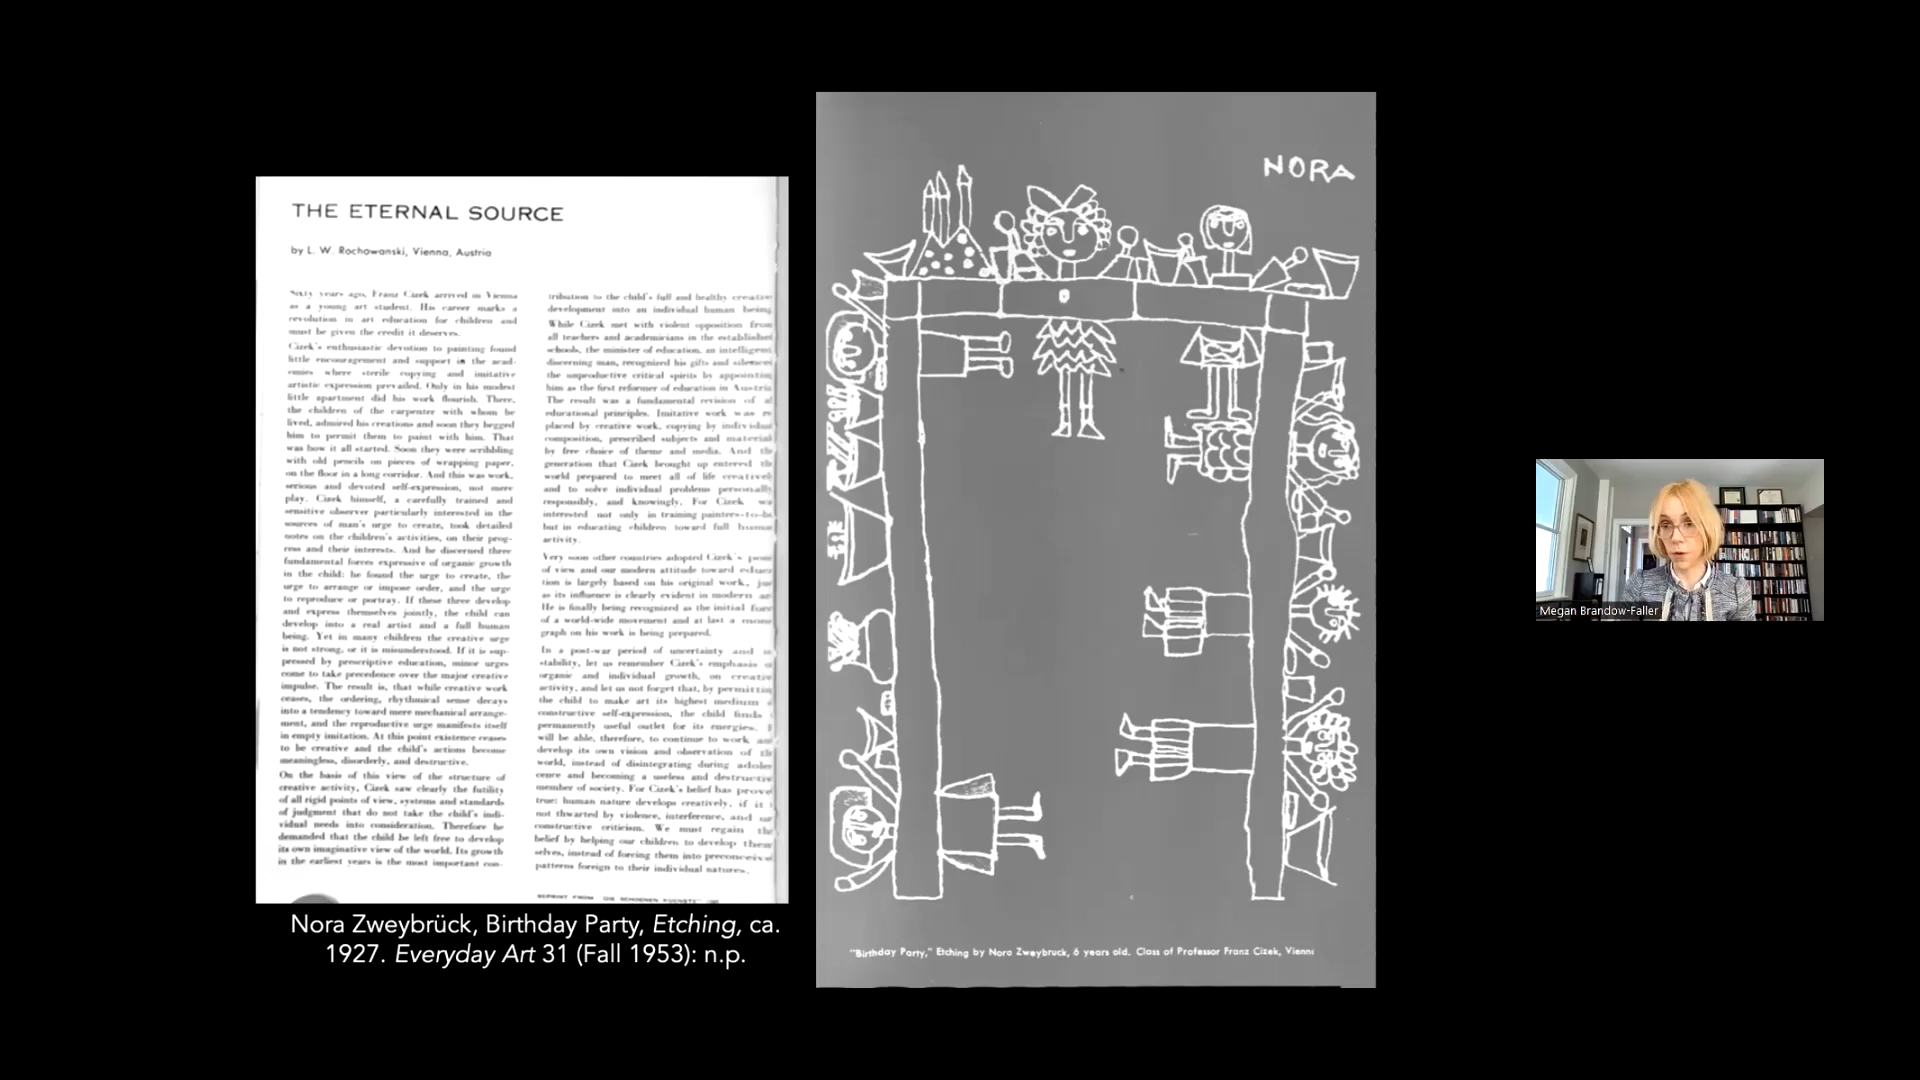 THE ETERNAL SOURCE
by L. W. Rochowanski, Vienna, Austria
Sixty years ago, Franz Cizek arrived in Vienna
as a young art student. His career marks a
revolution in art education for children and
must be given the credit it deserves.
Cizek's enthusiastic devotion to painting found
little encouragement and support in the acad-
emies where sterile copying and imitative
artistic expression prevailed. Only in his modest
little apartment did his work flourish. There,
the children of the carpenter with whom he
lived, admired his creations and soon they begged
him to permit them to paint with him. That
was how it all started. Soon they were scribbling
with old pencils on pieces of wrapping paper,
on the floor in a long corridor. And this was work,
serious and devoted self-expression, not mere
play. Cizek himself, a carefully trained and
sensitive observer particularly interested in the
sources of man's urge to create, took detailed
notes on the children's activities, on their prog-
ress and their interests. And he discerned three
fundamental forces expressive of organic growth
in the child: he found the urge to create, the
urge to arrange or impose order, and the urge
to reproduce or portray. If these three develop
and express themselves jointly, the child can
develop into a real artist and a full human
being. Yet in many children the creative urge
is not strong, or it is misunderstood. If it is sup-
pressed by prescriptive education, minor urges
come to take precedence over the major creative
impulse. The result is, that while creative work
ceases, the ordering, rhythmical sense decays
into a tendency toward mere mechanical arrange-
ment, and the reproductive urge manifests itself
in empty imitation. At this point existence ceases
to be creative and the child's actions become
meaningless, disorderly, and destructive.
On the basis of this view of the structure of
creative activity, Cizek saw clearly the futility
of all rigid points of view, systems and standards
of judgment that do not take the child's indi-
vidual needs into consideration. Therefore he
demanded that the child be left free to develop
its own imaginative view of the world. Its growth
in the earliest years is the most important con-
tribution to the child's full and healthy creative
development into an individual human being.
While Cizek met with violent opposition from
all teachers and academicians in the established
schools, the minister of education, an intelligent
discerning man, recognized his gifts and silenced
the unproductive critical spirits by appointing
him as the first reformer of education in Austria
The result was a fundamental revision of
educational principles. Imitative work was re-
placed by creative work, copying by individual
composition, prescribed subjects and material
by free choice of theme and media. And the
generation that Cizek brought up entered the
world prepared to meet all of life creatively
and to solve individual problems personally
responsibly, and knowingly. For Cizek
interested not only in training painters-to-be
but in educating children toward full human
activity.
Very soon other countries adopted Cizek's point
of view and our modern attitude toward educa
tion is largely based on his original work,
as its influence is clearly evident in modern
He is finally being recognized as the initial force
of a world-wide movement and at last a mono
graph on his work is being prepared.
In a post-war period of uncertainty and in
stability, let us remember Cizek's emphasis
organic and individual growth, on creative
activity, and let us not forget that, by permitting
the child to make art its highest medium
constructive self-expression, the child finds
permanently useful outlet for its energies.
will be able, therefore, to continue to work and
develop its own vision and observation of the
world, instead of disintegrating during adoles
cence and becoming a useless and destructive
member of society. For Cizek's belief has prove
true: human nature develops creatively, if it
not thwarted by violence, interference, and
constructive criticism. We must regain the
belief by helping our children to develop them
selves, instead of forcing them into preconceived
patterns foreign to their individual natures.
REPRINT FROM
Nora Zweybrück, Birthday Party, Etching, ca.
1927. Everyday Art 31 (Fall 1953): n.p.
NORA
"Birthday Party," Etching by Nora Zweybruck, 6 years old. Class of Professor Franz Cizek, Vienna
Megan Brandow-Faller